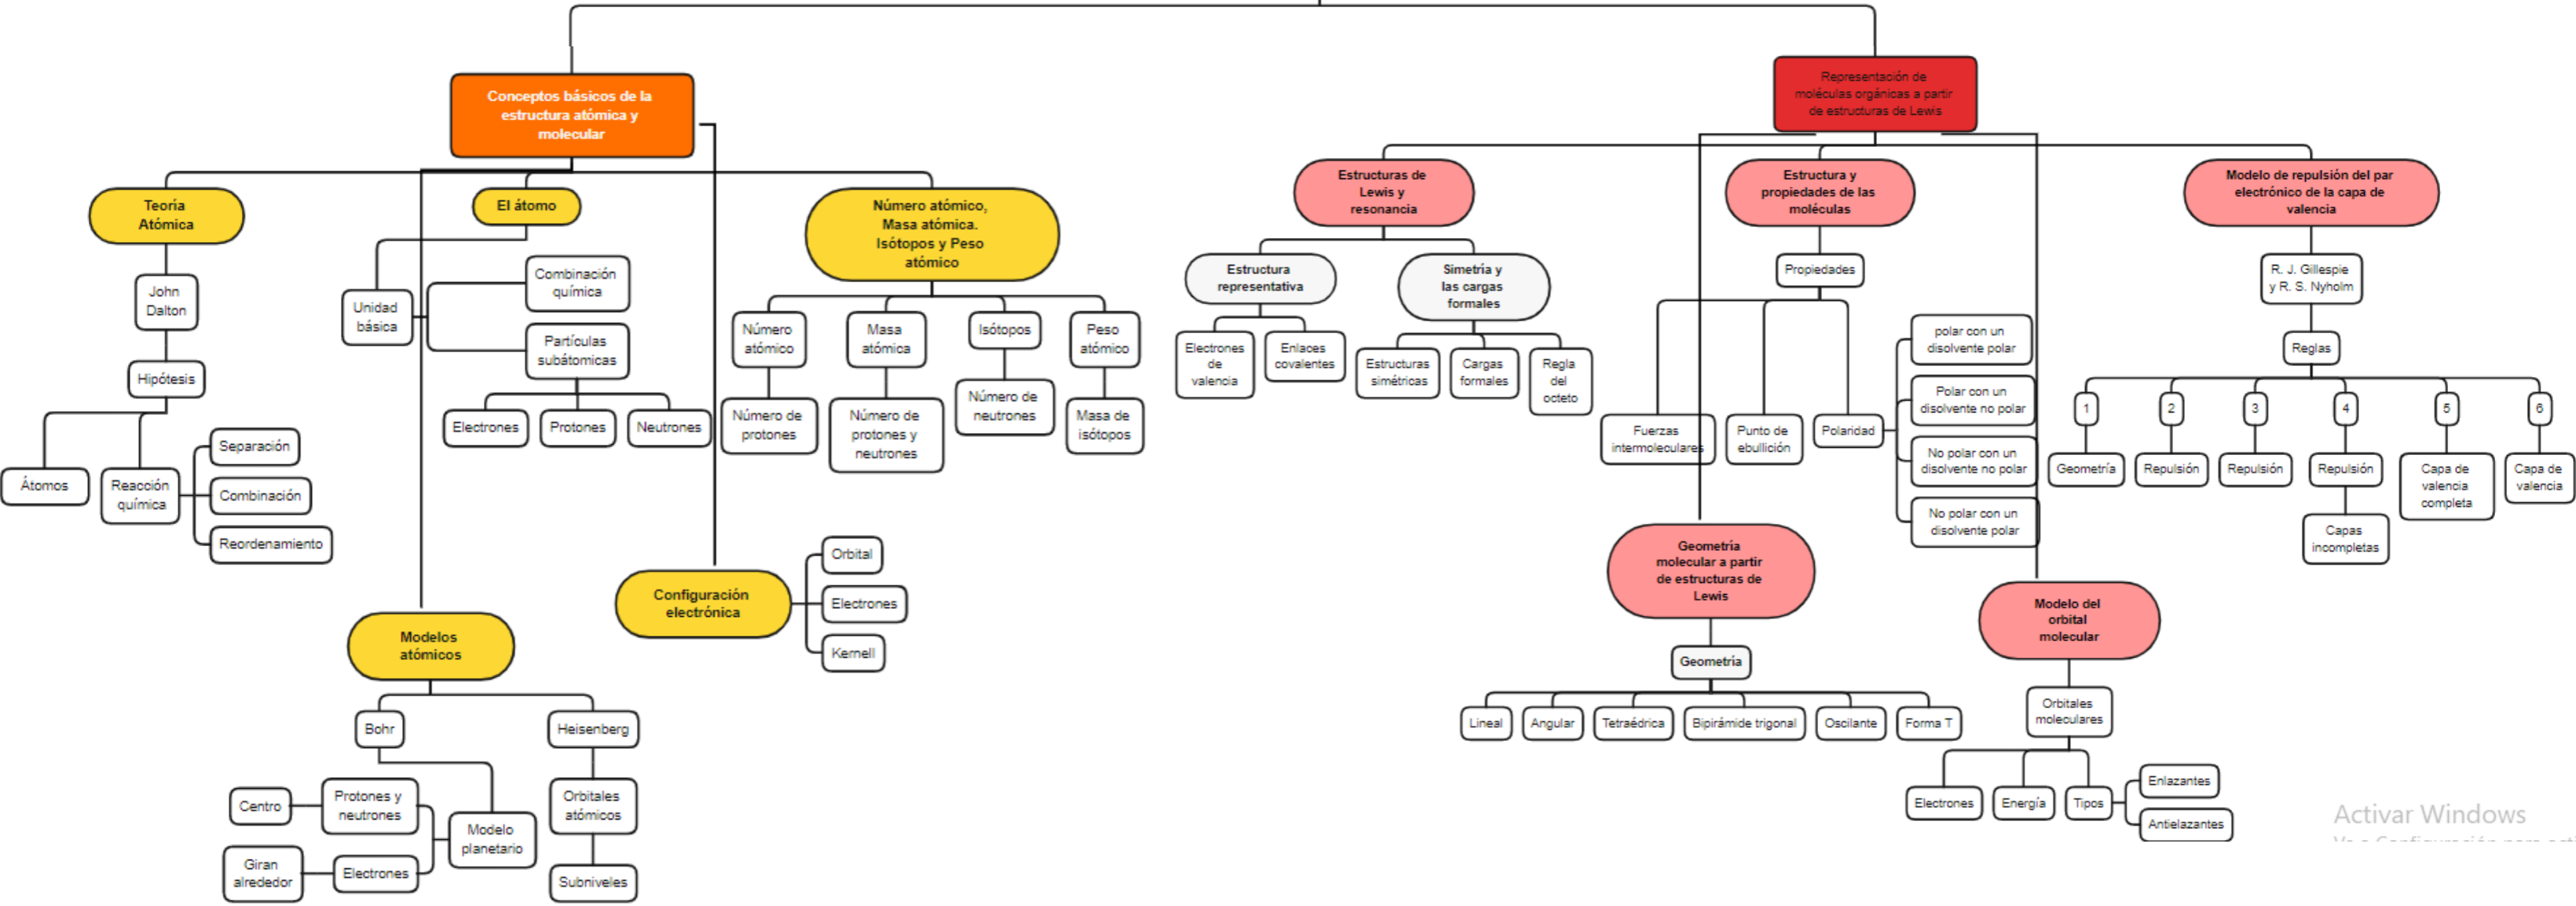 Conceptos básicos de la
estructura atómica y
molecular
Teoría
Atómica
John
Dalton
Hipótesis
Átomos
Reacción
química
Separación
Combinación
Reordenamiento
El átomo
Unidad
básica
Combinación
química
Partículas
subátomicas
Electrones
Protones
Neutrones
Número atómico,
Masa atómica.
Isótopos y Peso
atómico
Número
atómico
Número de
protones
Masa
atómica
Número de
protones y
neutrones
Isótopos
Número de
neutrones
Peso
atómico
Masa de
isótopos
Modelos
atómicos
Bohr
Modelo
planetario
Protones y
neutrones
Centro
Electrones
Giran
alrededor
Heisenberg
Orbitales
atómicos
Subniveles
Configuración
electrónica
Orbital
Electrones
Kernell
Representación de
moléculas orgánicas a partir
de estructuras de Lewis
Estructuras de
Lewis y
resonancia
Estructura
representativa
Electrones
de
valencia
Enlaces
covalentes
Simetría y
las cargas
formales
Estructuras
simétricas
Cargas
formales
Regla
del
octeto
Estructura y
propiedades de las
moléculas
Propiedades
Fuerzas
intermoleculares
Punto de
ebullición
Polaridad
polar con un
disolvente polar
Polar con un
disolvente no polar
No polar con un
disolvente no polar
No polar con un
disolvente polar
Modelo de repulsión del par
electrónico de la capa de
valencia
R. J. Gillespie
y R. S. Nyholm
Reglas
1
Geometría
2
Repulsión
3
Repulsión
4
Repulsión
Capas
incompletas
5
Capa de
valencia
completa
6
Capa de
valencia
Geometría
molecular a partir
de estructuras de
Lewis
Geometría
Lineal
Angular
Tetraédrica
Bipirámide trigonal
Oscilante
Forma T
Modelo del
orbital
molecular
Orbitales
moleculares
Electrones
Energía
Tipos
Enlazantes
Antielazantes
Activar Windows